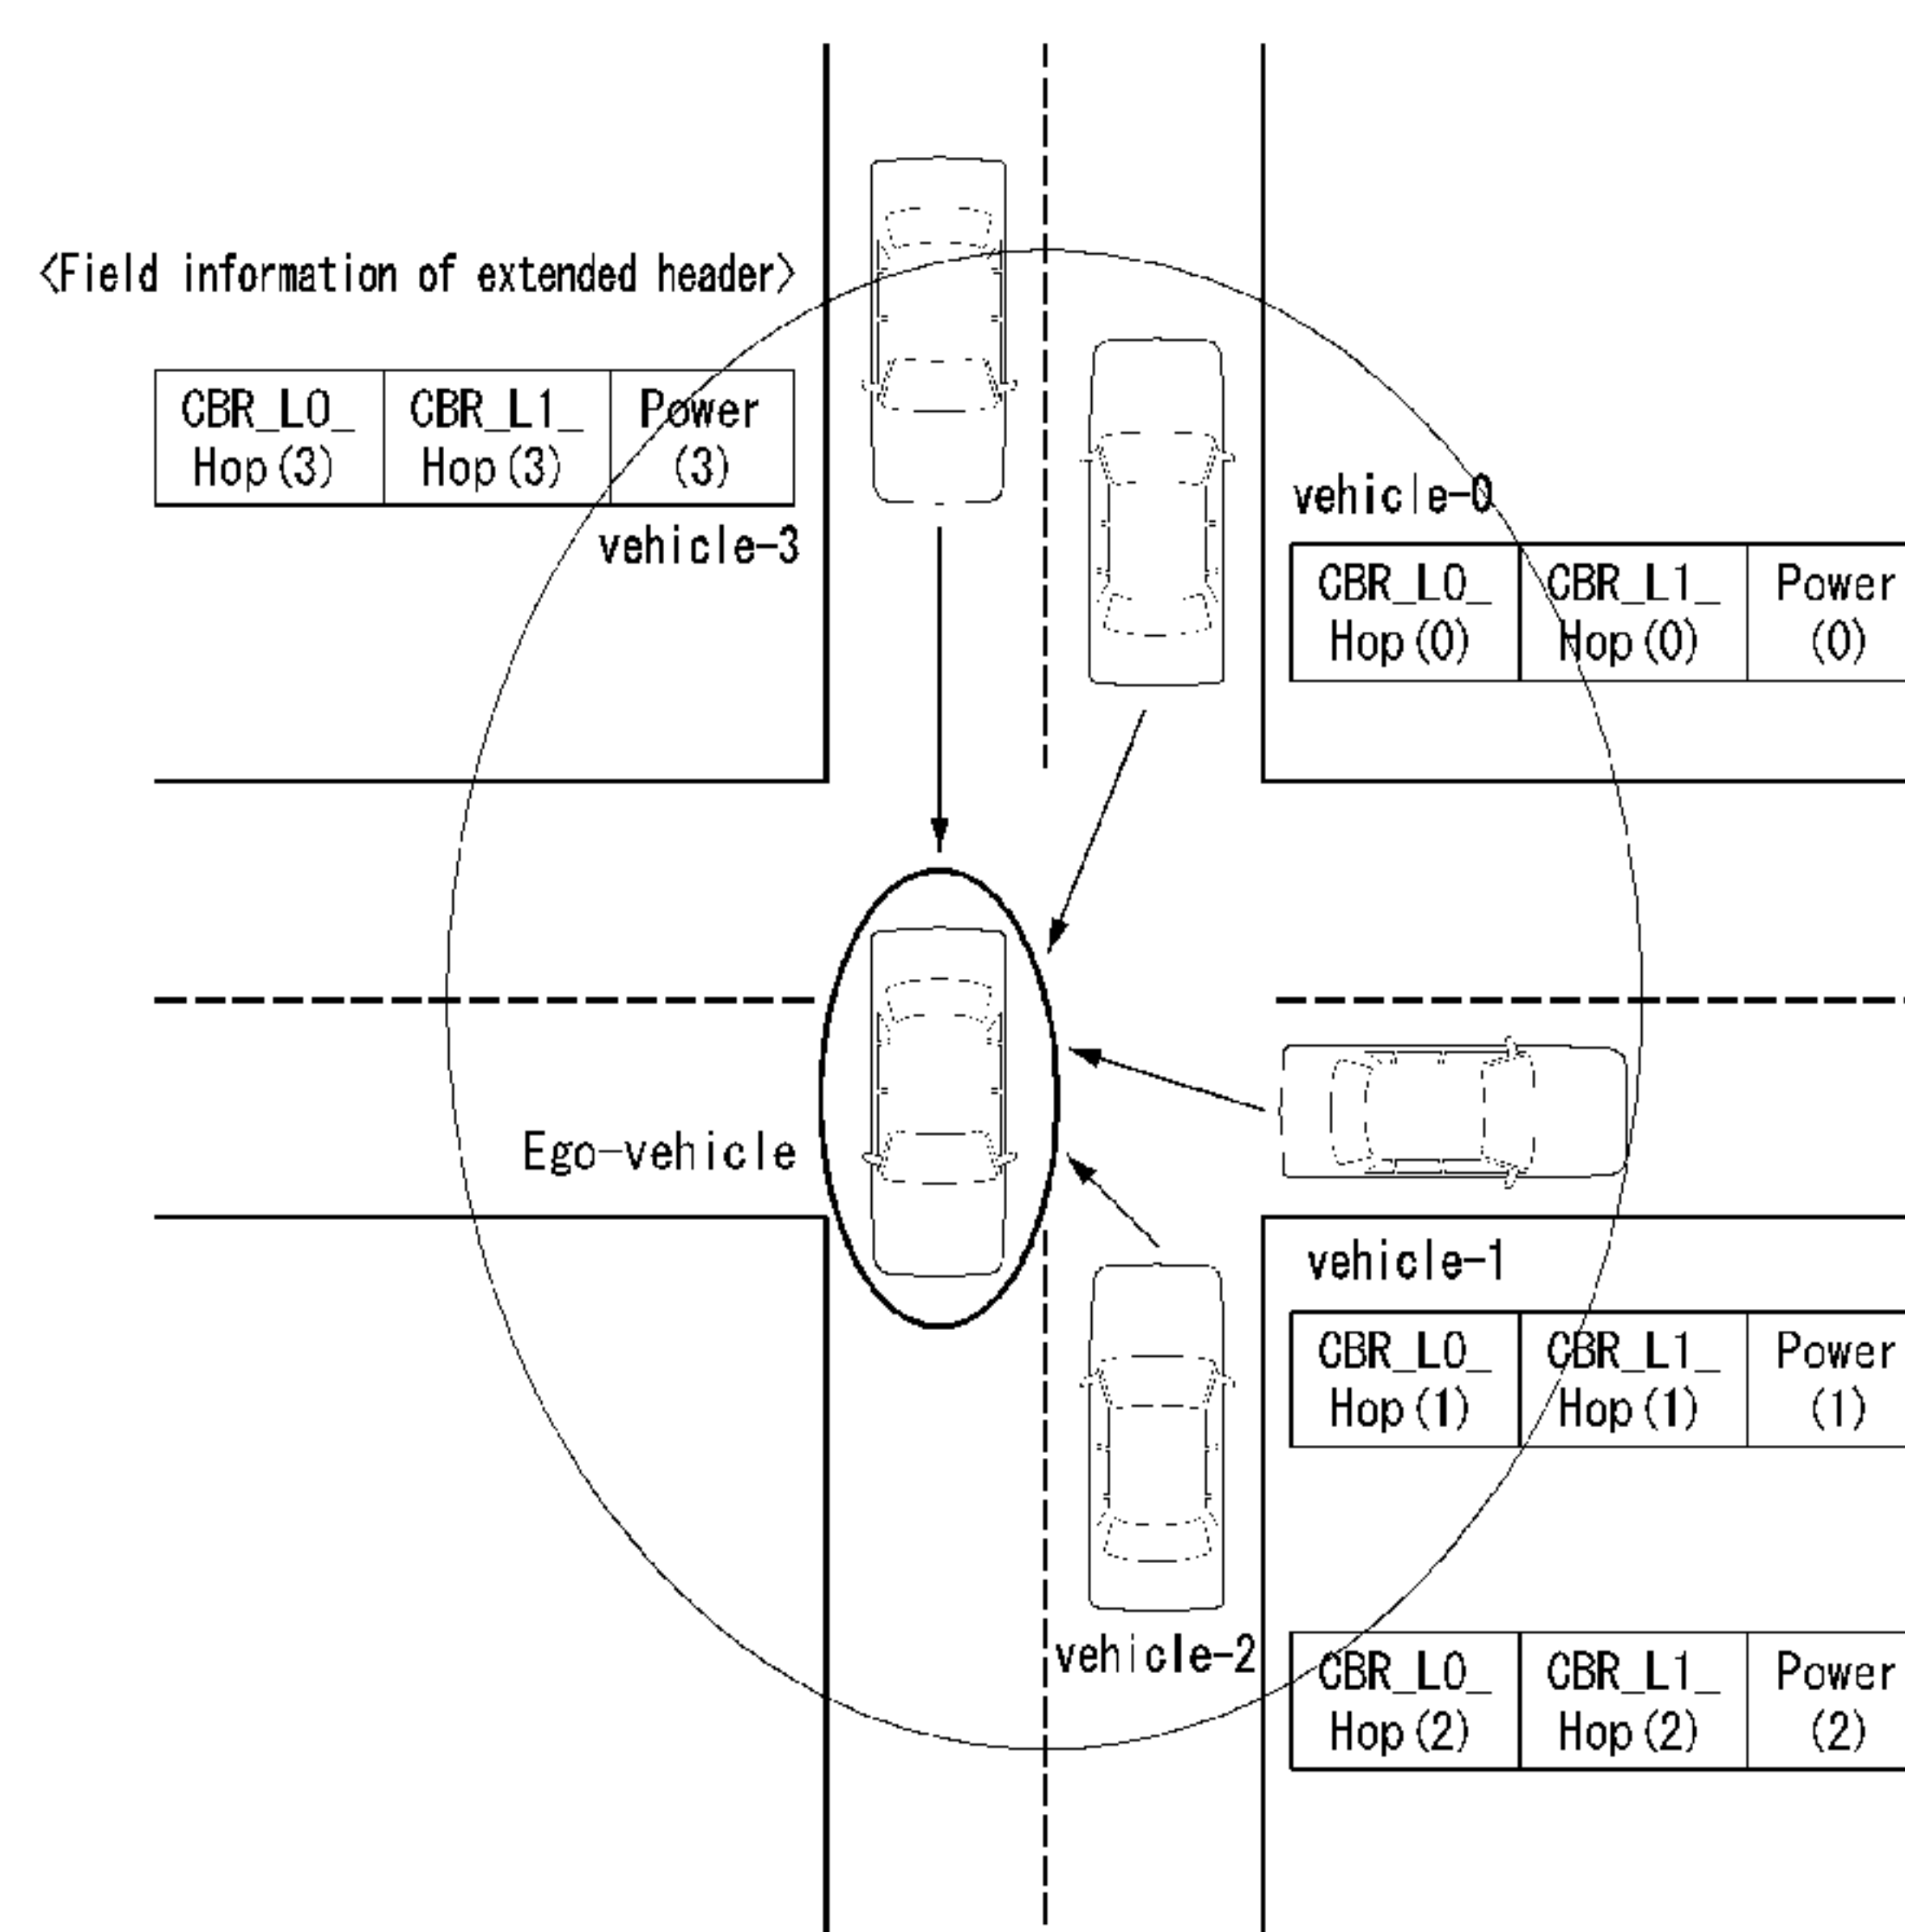 <Field information of extended header>
CBR_L0_ CBR_L1_ Power
Hop(3) Hop(3) (3)
vehicle-3
vehicle-0
CBR_L0_ CBR_L1_ Power
Hop(0) Hop(0) (0)
Ego-vehicle
vehicle-1
CBR_L0_ CBR_L1_ Power
Hop(1) Hop(1) (1)
vehicle-2
CBR_L0_ CBR_L1_ Power
Hop(2) Hop(2) (2)